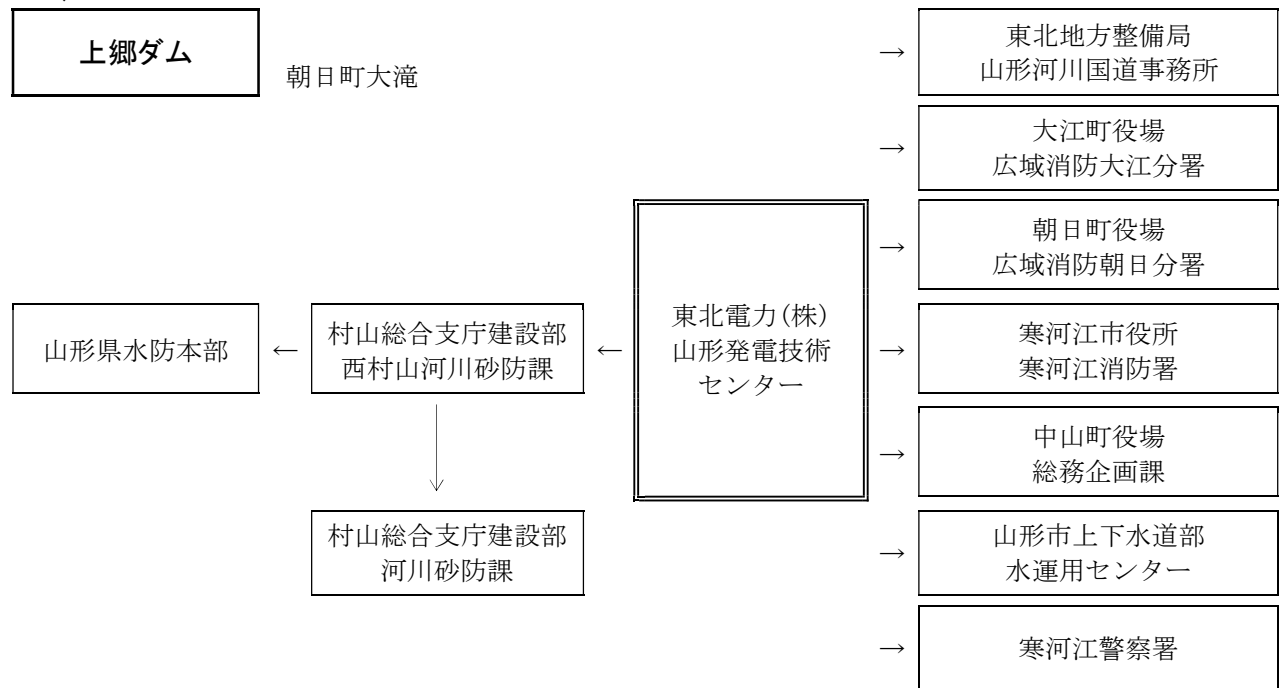 上郷ダム
朝日町大滝
→
東北地方整備局
山形河川国道事務所
→
大江町役場
広域消防大江分署
→
朝日町役場
広域消防朝日分署
山形県水防本部
←
村山総合支庁建設部
西村山河川砂防課
←
東北電力(株)
山形発電技術
センター
→
寒河江市役所
寒河江消防署
→
中山町役場
総務企画課
村山総合支庁建設部
河川砂防課
→
山形市上下水道部
水運用センター
→
寒河江警察署